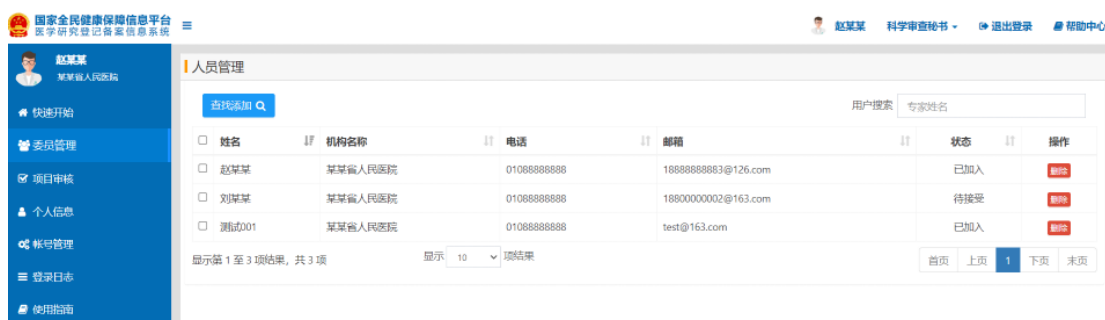 国家全民健康保障信息平台
医学研究登记备案信息系统
赵某某 科学审查秘书 退出登录 帮助中心
赵某某
某某省人民医院
快速开始
委员管理
项目审核
个人信息
帐号管理
登录日志
使用指南
人员管理
查找添加 用户搜索 专家姓名
姓名 机构名称 电话 邮箱 状态 操作
赵某某 某某省人民医院 01088888888 18888888883@126.com 已加入 删除
刘某某 某某省人民医院 01088888888 18800000002@163.com 待接受 删除
测试001 某某省人民医院 01088888888 test@163.com 已加入 删除
显示第 1 至 3 项结果，共 3 项 显示 10 项结果 首页 上页 1 下页 末页